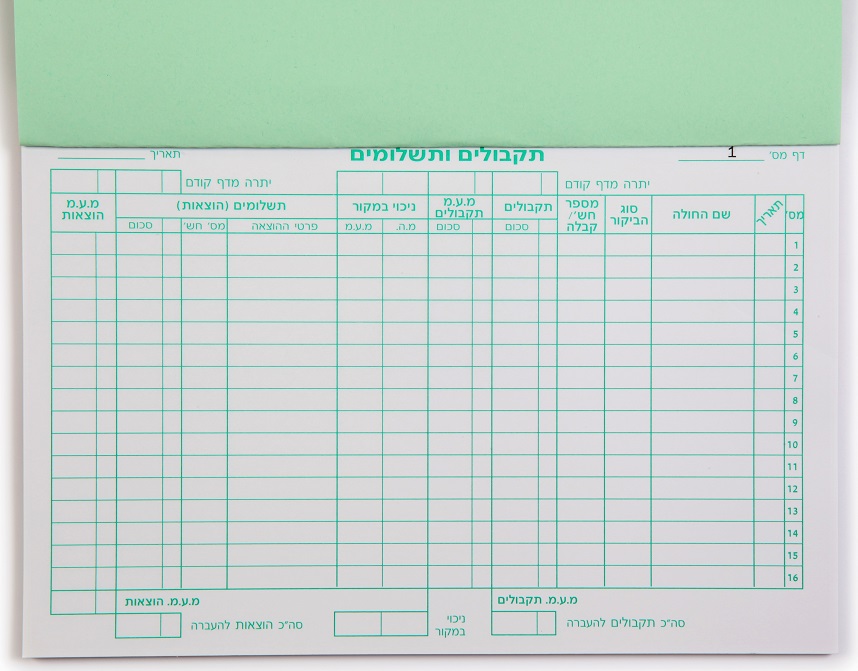 דף מס' 1 תקבולים ותשלומים תאריך
יתרה מדף קודם יתרה מדף קודם
מס' תאריך שם החולה סוג הביקור מספר חש'/ קבלה תקבולים מ.ע.מ תקבולים ניכוי במקור תשלומים (הוצאות) מ.ע.מ הוצאות
סכום סכום מ.ה. מ.ע.מ פרטי ההוצאה מס' חש' סכום
1
2
3
4
5
6
7
8
9
10
11
12
13
14
15
16
מ.ע.מ. תקבולים מ.ע.מ. הוצאות
סה"כ תקבולים להעברה ניכוי במקור סה"כ הוצאות להעברה